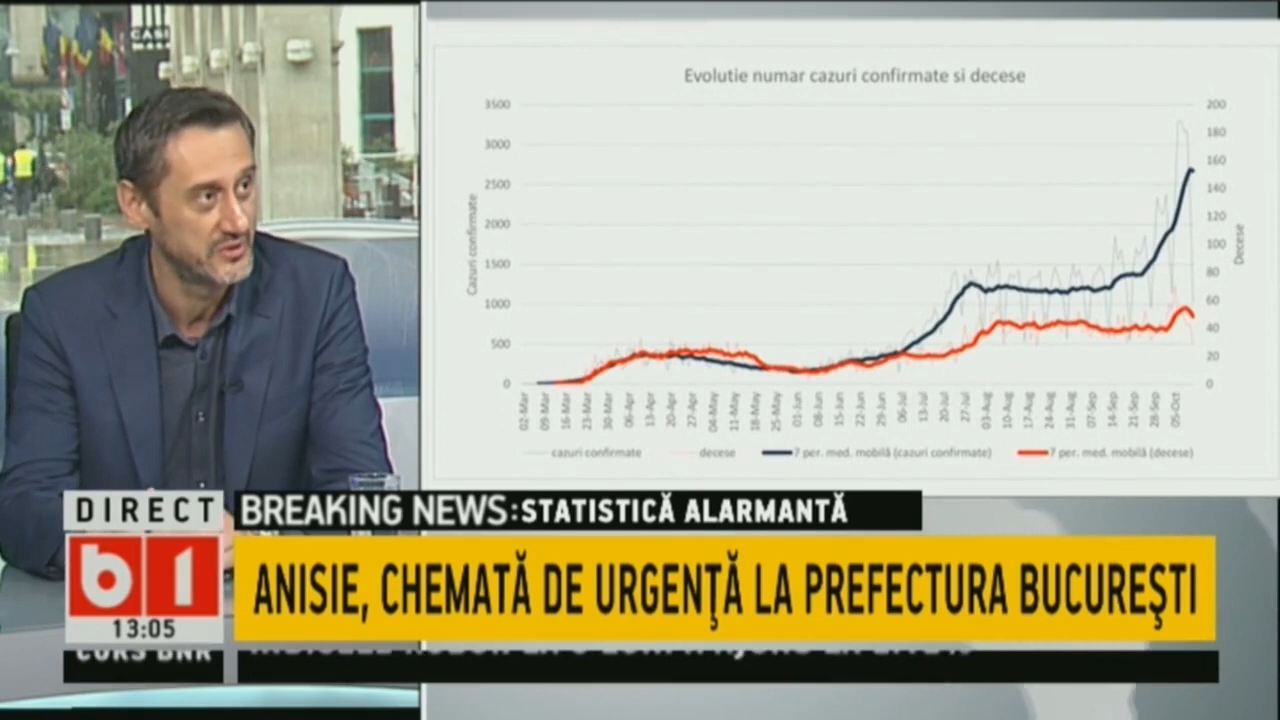 CASI
Evolutie numar cazuri confirmate si decese
Cazuri confirmate
3500
3000
2500
2000
1500
1000
500
0
200
180
160
140
120
100
80
60
40
20
0
Decese
02-Mar 09-Mar 16-Mar 23-Mar 30-Mar 06-Apr 13-Apr 20-Apr 27-Apr 04-May 11-May 18-May 25-May 01-Jun 08-Jun 15-Jun 22-Jun 29-Jun 06-Jul 13-Jul 20-Jul 27-Jul 03-Aug 10-Aug 17-Aug 24-Aug 31-Aug 07-Sep 14-Sep 21-Sep 28-Sep 05-Oct
cazuri confirmate decese 7 per. med. mobilă (cazuri confirmate) 7 per. med. mobilă (decese)
DIRECT
BREAKING NEWS: STATISTICĂ ALARMANTĂ
b1
ANISIE, CHEMATĂ DE URGENŢĂ LA PREFECTURA BUCUREŞTI
13:05
CURS BNR